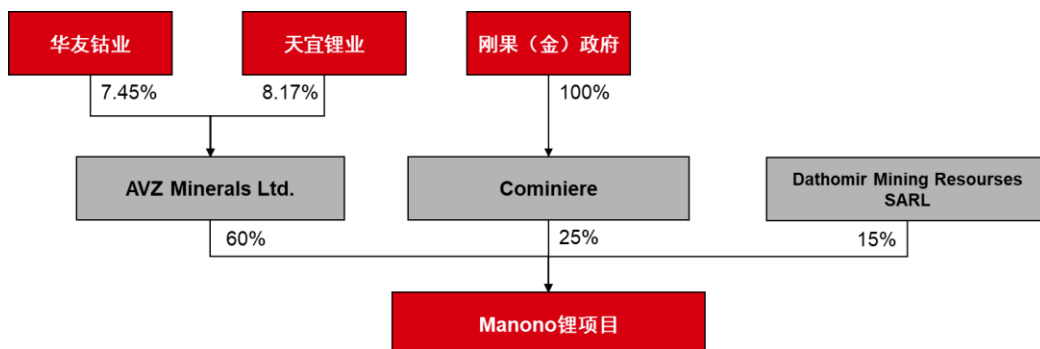 华友钴业
天宜锂业
刚果（金）政府
7.45%
8.17%
100%
AVZ Minerals Ltd.
Cominiere
Dathomir Mining Resourses
SARL
60%
25%
15%
Manono锂项目